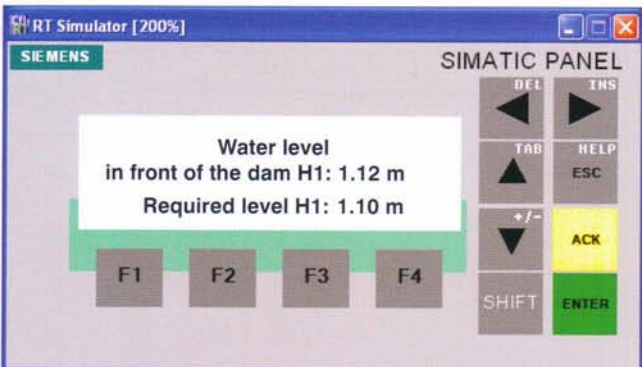 RT Simulator [200%]
SIEMENS
SIMATIC PANEL
Water level
in front of the dam H1: 1.12 m
Required level H1: 1.10 m
F1 F2 F3 F4
DEL INS
TAB HELP
ESC
+/-
ACK
SHIFT ENTER